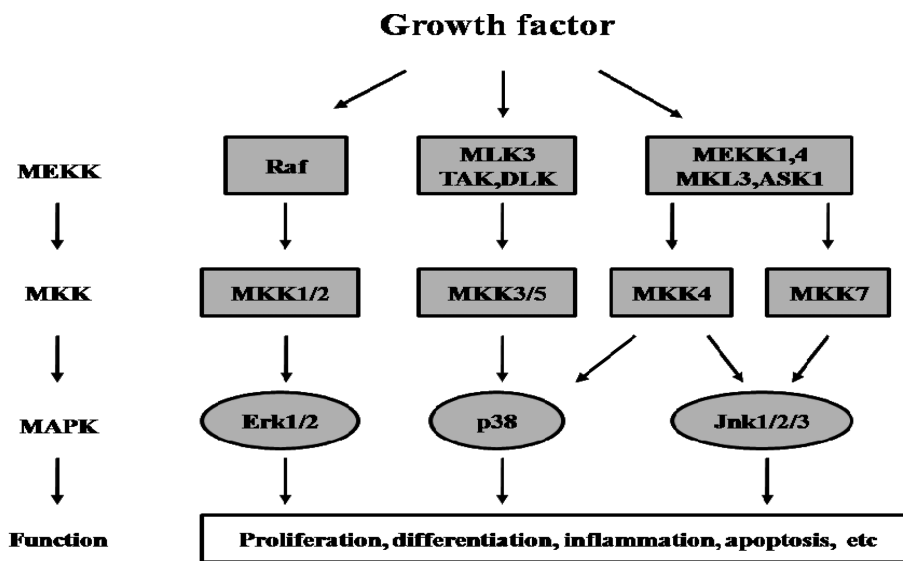 Growth factor
MEKK
Raf
MLK3
TAK,DLK
MEKK1,4
MKL3,ASK1
MKK
MKK1/2
MKK3/5
MKK4
MKK7
MAPK
Erk1/2
p38
Jnk1/2/3
Function
Proliferation, differentiation, inflammation, apoptosis, etc